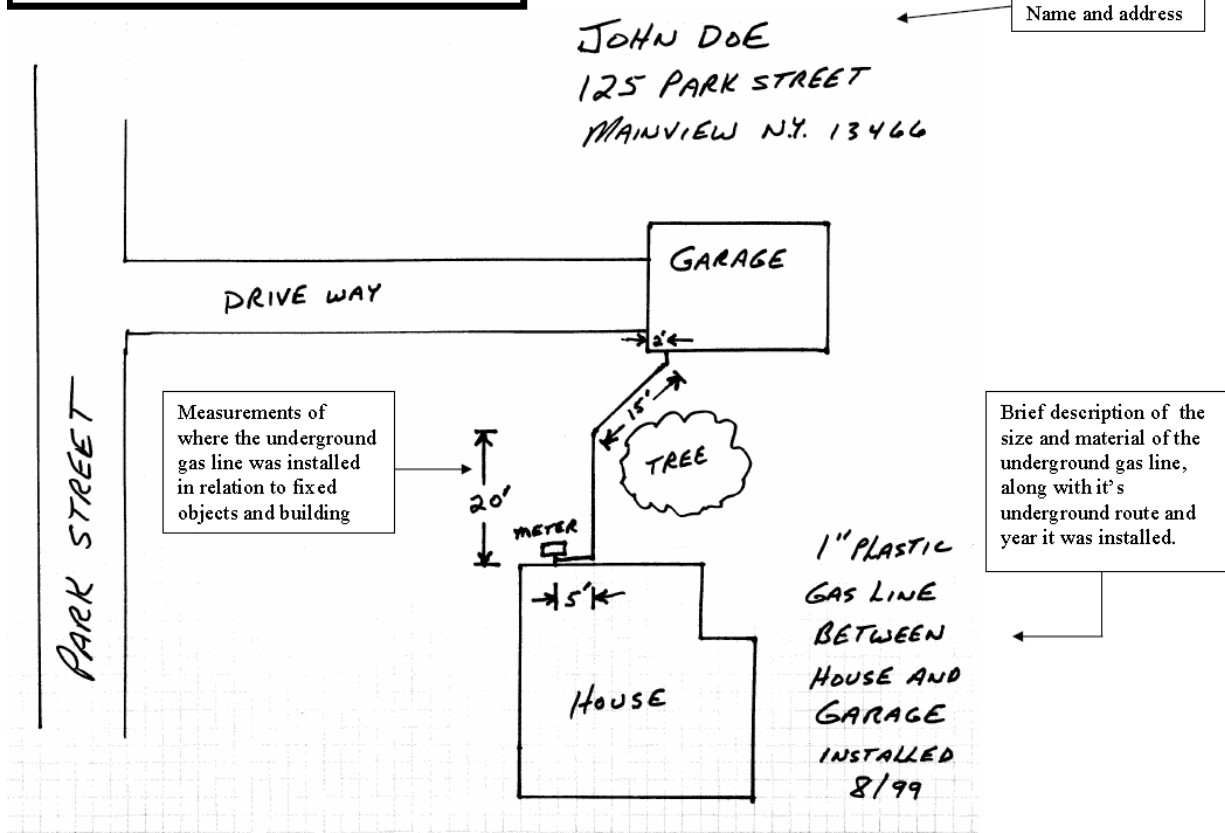 Name and address
JOHN DOE
125 PARK STREET
MAINVIEW N.Y. 13466
GARAGE
DRIVE WAY
2'
15'
Measurements of
where the underground
gas line was installed
in relation to fixed
objects and building
TREE
20'
METER
5'
PARK STREET
HOUSE
Brief description of the
size and material of the
underground gas line,
along with it's
underground route and
year it was installed.
1" PLASTIC
GAS LINE
BETWEEN
HOUSE AND
GARAGE
INSTALLED
8/99